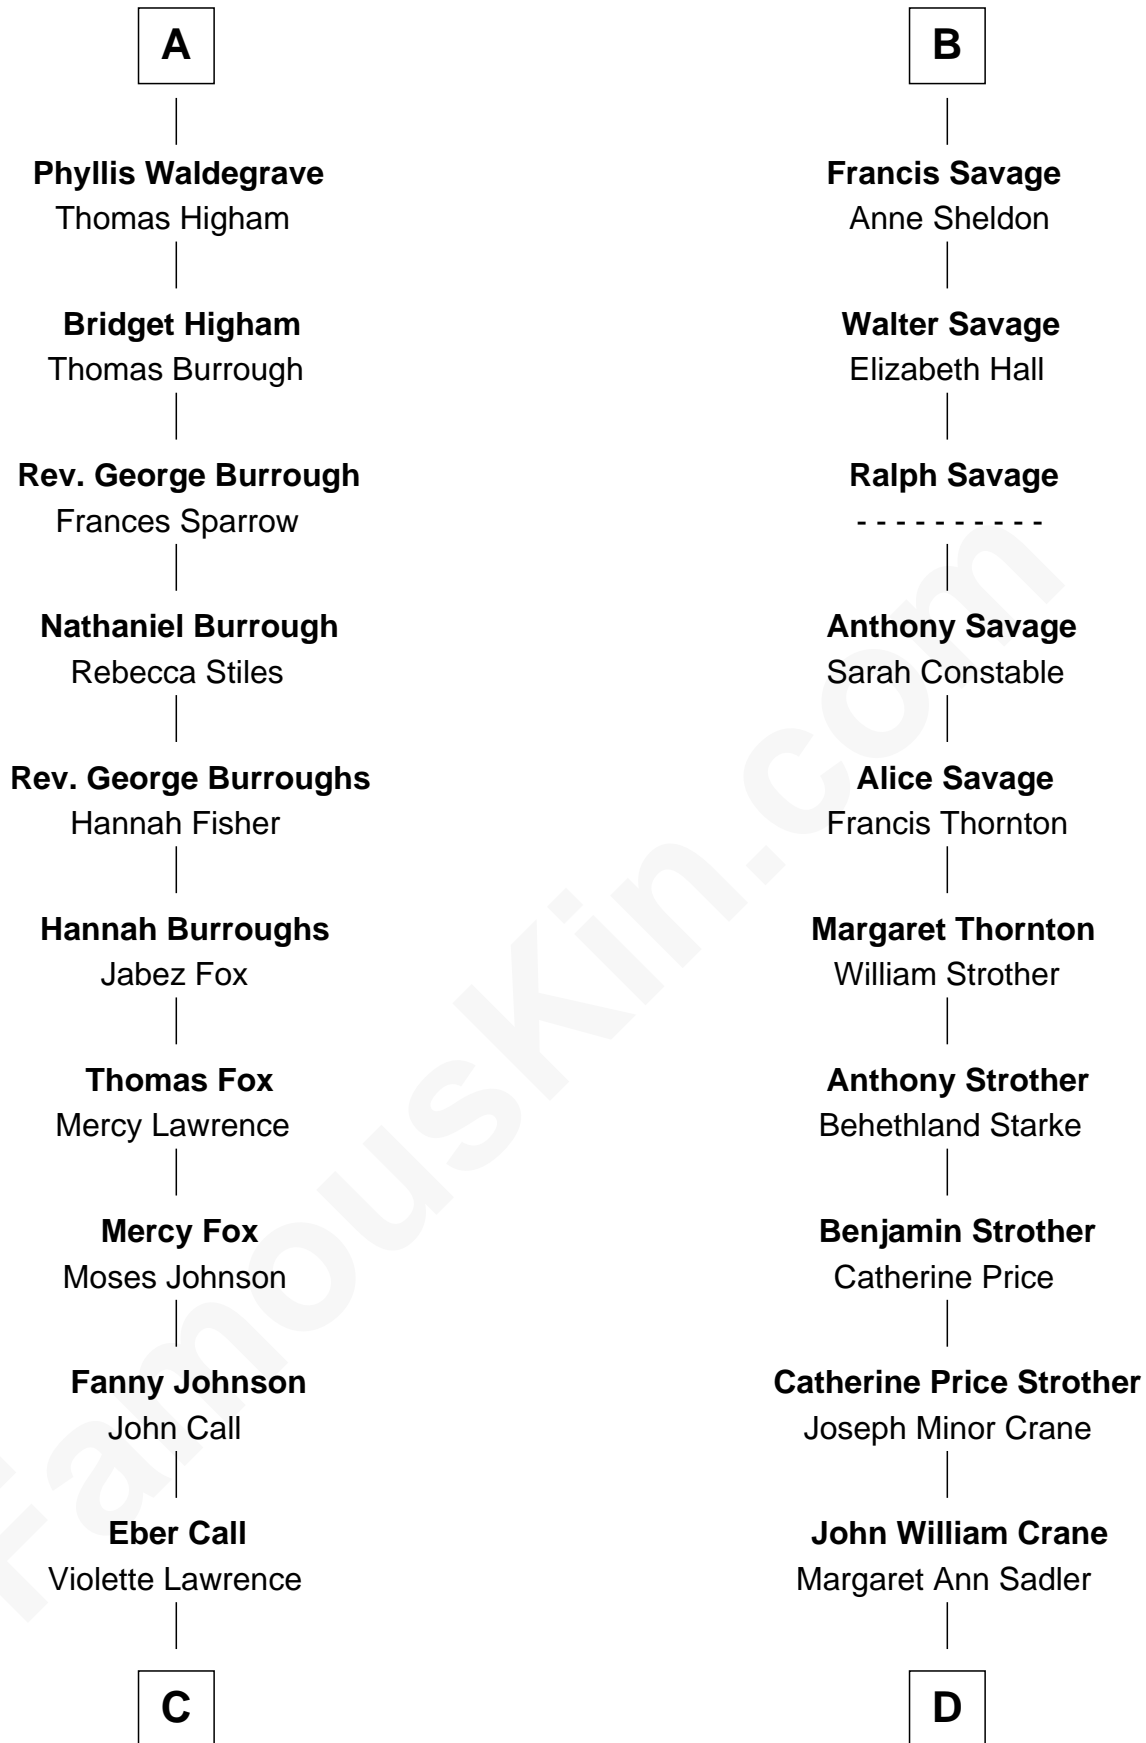 A
Phyllis Waldegrave
Thomas Higham
Bridget Higham
Thomas Burrough
Rev. George Burrough
Frances Sparrow
Nathaniel Burrough
Rebecca Stiles
Rev. George Burroughs
Hannah Fisher
Hannah Burroughs
Jabez Fox
Thomas Fox
Mercy Lawrence
Mercy Fox
Moses Johnson
Fanny Johnson
John Call
Eber Call
Violette Lawrence
C
B
Francis Savage
Anne Sheldon
Walter Savage
Elizabeth Hall
Ralph Savage
- - - - - - - - - -
Anthony Savage
Sarah Constable
Alice Savage
Francis Thornton
Margaret Thornton
William Strother
Anthony Strother
Behethland Starke
Benjamin Strother
Catherine Price
Catherine Price Strother
Joseph Minor Crane
John William Crane
Margaret Ann Sadler
D
FamousKin.com